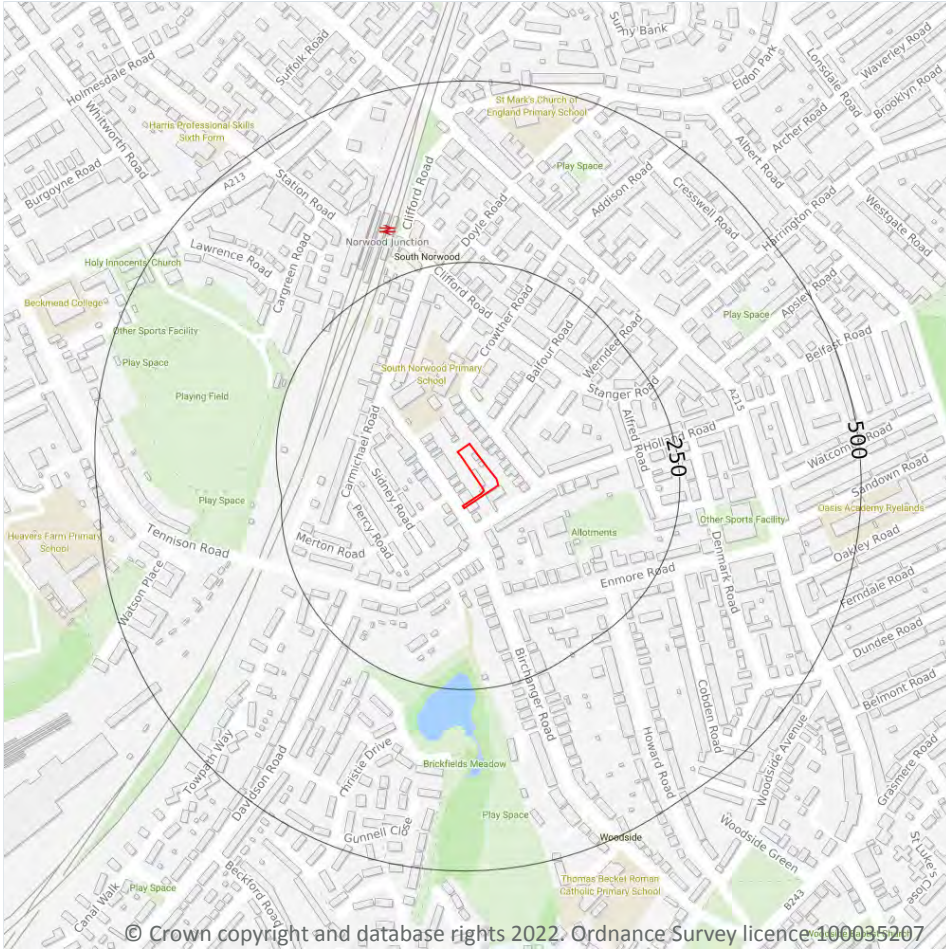 Sunny Bank
Holmesdale Road
Suffolk Road
Eldon Park
Lonsdale Road
Waverley Road
Brooklyn Road
Whitworth Road
Harris Professional Skills
Sixth Form
St Mark's Church of
England Primary School
Archer Road
Albert Road
Burgoyne Road
A213
Station Road
Clifford Road
Play Space
Addison Road
Cresswell Road
Harrington Road
Westgate Road
Norwood Junction
South Norwood
Doyle Road
Lawrence Road
Cargreen Road
Holy Innocents' Church
Clifford Road
Crowther Road
Balfour Road
Werndee Road
Apsley Road
Play Space
Belfast Road
Beckmead College
Other Sports Facility
Play Space
Playing Field
South Norwood Primary
School
Stanger Road
A215
Alfred Road
250
500
Watcombe Road
Sandown Road
Carmichael Road
Sidney Road
Percy Road
Merton Road
Play Space
Tennison Road
Heavers Farm Primary
School
Watson Place
Allotments
Other Sports Facility
Oasis Academy Ryelands
Oakley Road
Enmore Road
Denmark Road
Ferndale Road
Dundee Road
Belmont Road
Birchanger Road
Cobden Road
Howard Road
Woodside Avenue
Grasmere Road
Towpath Way
Davidson Road
Christie Drive
Brickfields Meadow
Gunnell Close
Play Space
Woodside
Woodside Green
St Luke's Close
Thomas Becket Roman
Catholic Primary School
B243
Beckford Road
Canal Walk
Play Space
Woodside Baptist Church
© Crown copyright and database rights 2022. Ordnance Survey licence 100035207